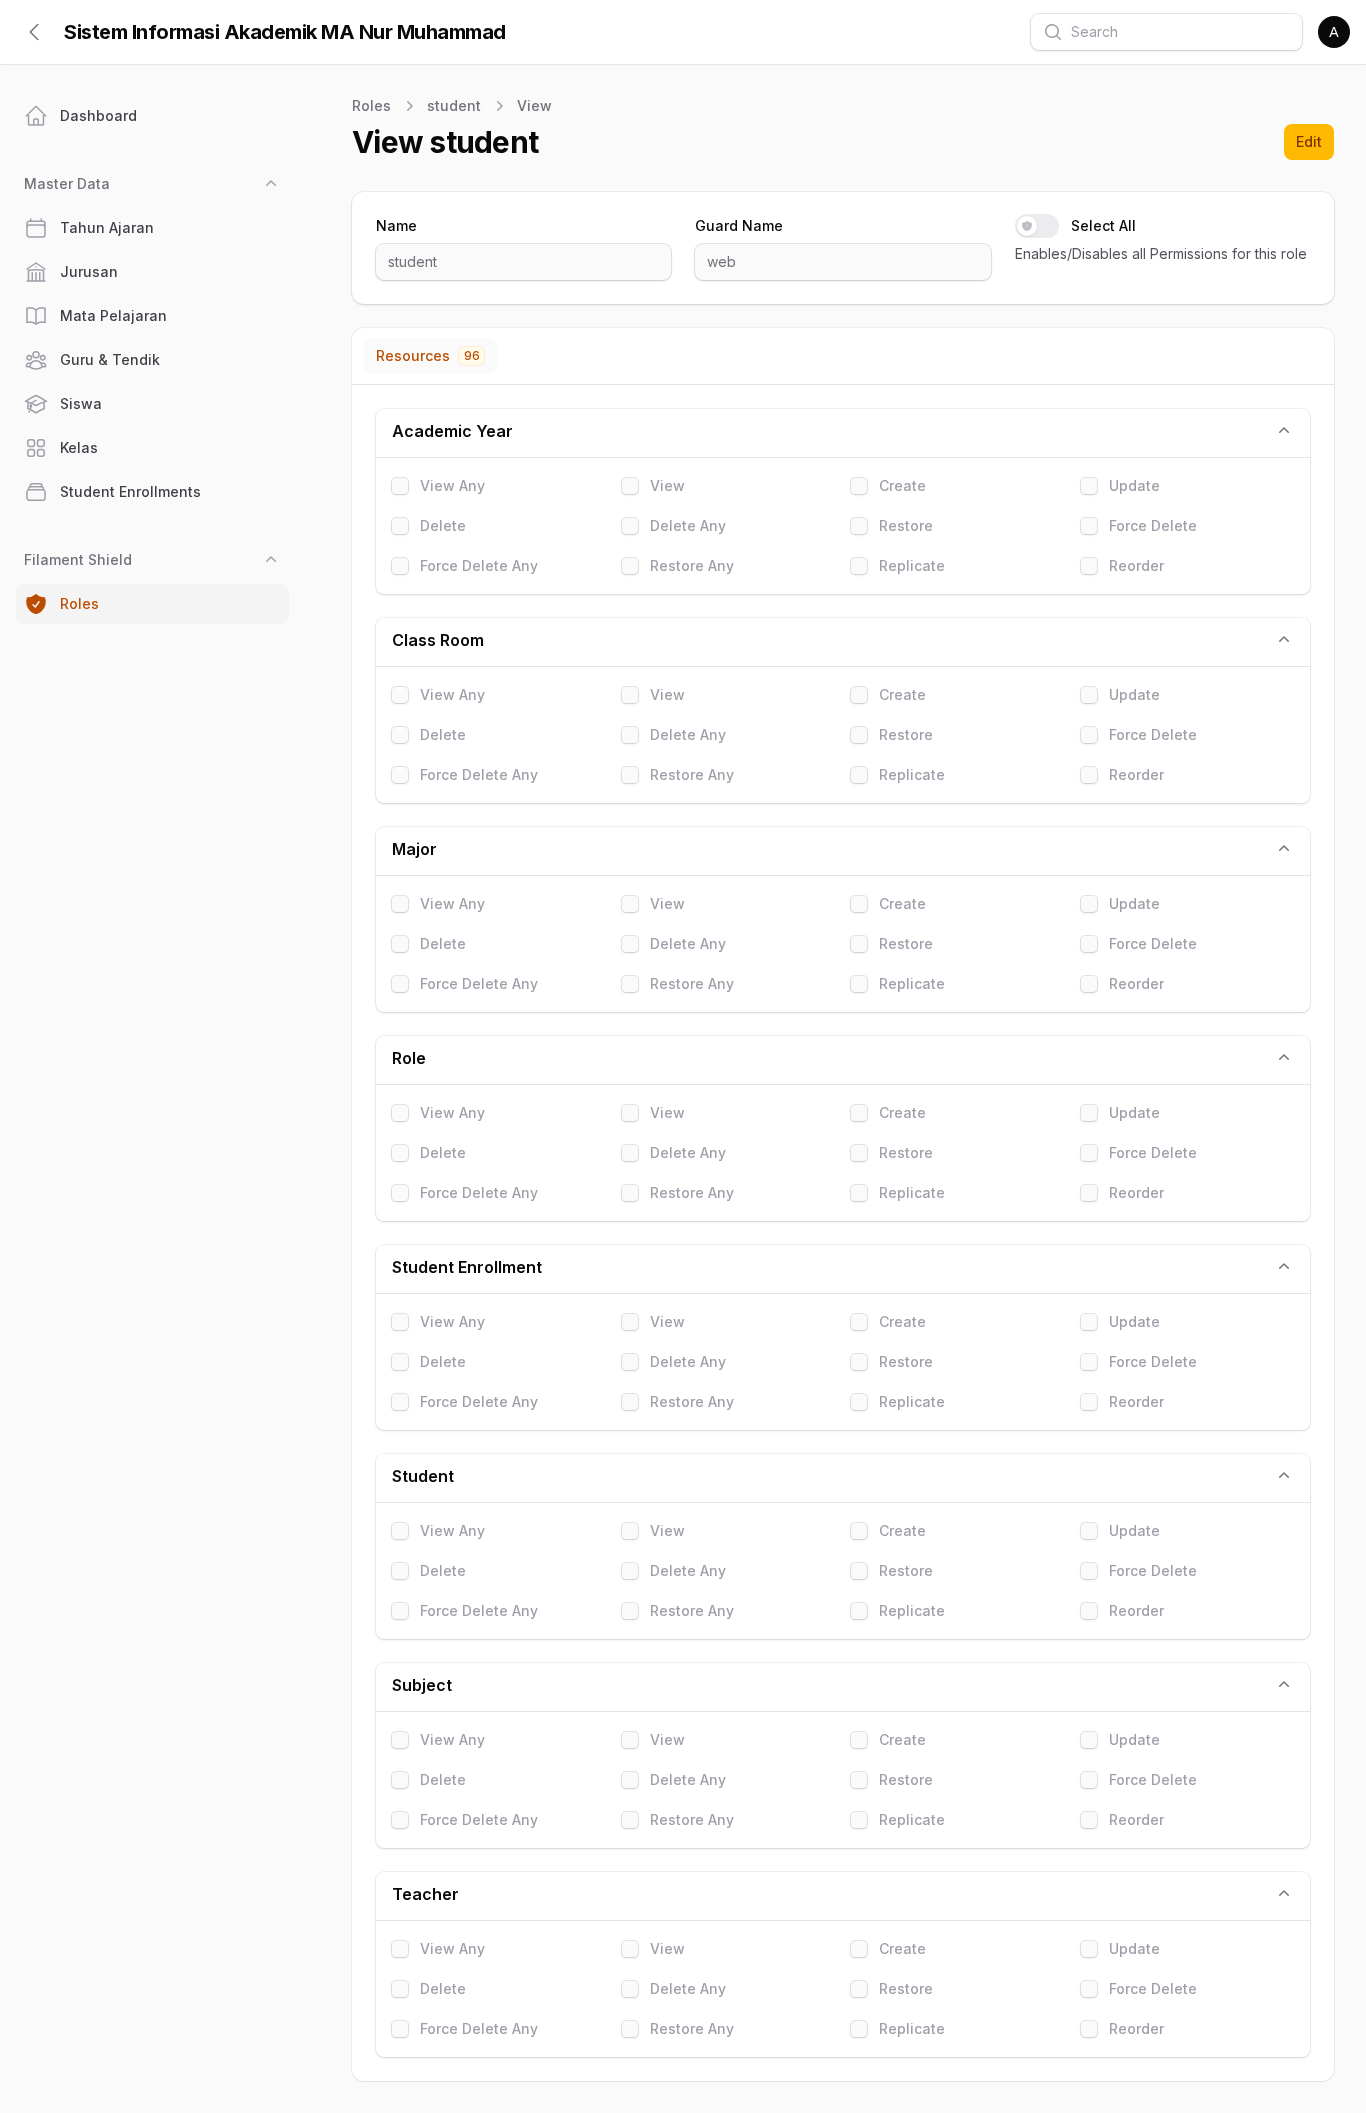 Sistem Informasi Akademik MA Nur Muhammad
Search
A
Dashboard
Master Data
Tahun Ajaran
Jurusan
Mata Pelajaran
Guru & Tendik
Siswa
Kelas
Student Enrollments
Filament Shield
Roles
Roles > student > View
View student
Edit
Name
student
Guard Name
web
Select All
Enables/Disables all Permissions for this role
Resources 96
Academic Year
View Any View Create Update
Delete Delete Any Restore Force Delete
Force Delete Any Restore Any Replicate Reorder
Class Room
View Any View Create Update
Delete Delete Any Restore Force Delete
Force Delete Any Restore Any Replicate Reorder
Major
View Any View Create Update
Delete Delete Any Restore Force Delete
Force Delete Any Restore Any Replicate Reorder
Role
View Any View Create Update
Delete Delete Any Restore Force Delete
Force Delete Any Restore Any Replicate Reorder
Student Enrollment
View Any View Create Update
Delete Delete Any Restore Force Delete
Force Delete Any Restore Any Replicate Reorder
Student
View Any View Create Update
Delete Delete Any Restore Force Delete
Force Delete Any Restore Any Replicate Reorder
Subject
View Any View Create Update
Delete Delete Any Restore Force Delete
Force Delete Any Restore Any Replicate Reorder
Teacher
View Any View Create Update
Delete Delete Any Restore Force Delete
Force Delete Any Restore Any Replicate Reorder